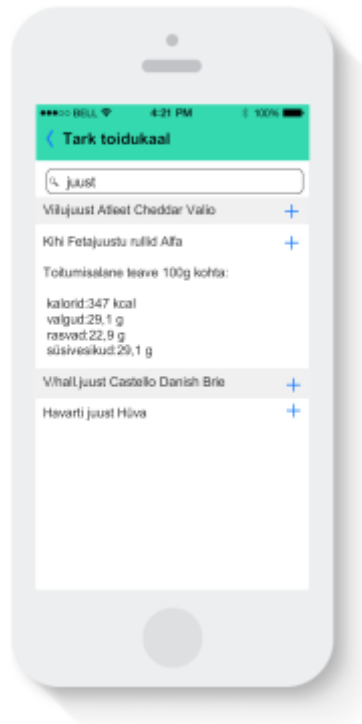 BELL 4:21 PM 100%
Tark toidukaal
juust
Viilujuust Atleet Cheddar Valio +
Kihi Fetajuustu rullid Alfa +
Toitumisalane teave 100g kohta:
kalorid:347 kcal
valgud:29,1 g
rasvad:22,9 g
süsivesikud:29,1 g
V/hall.juust Castello Danish Brie +
Havarti juust Hüva +